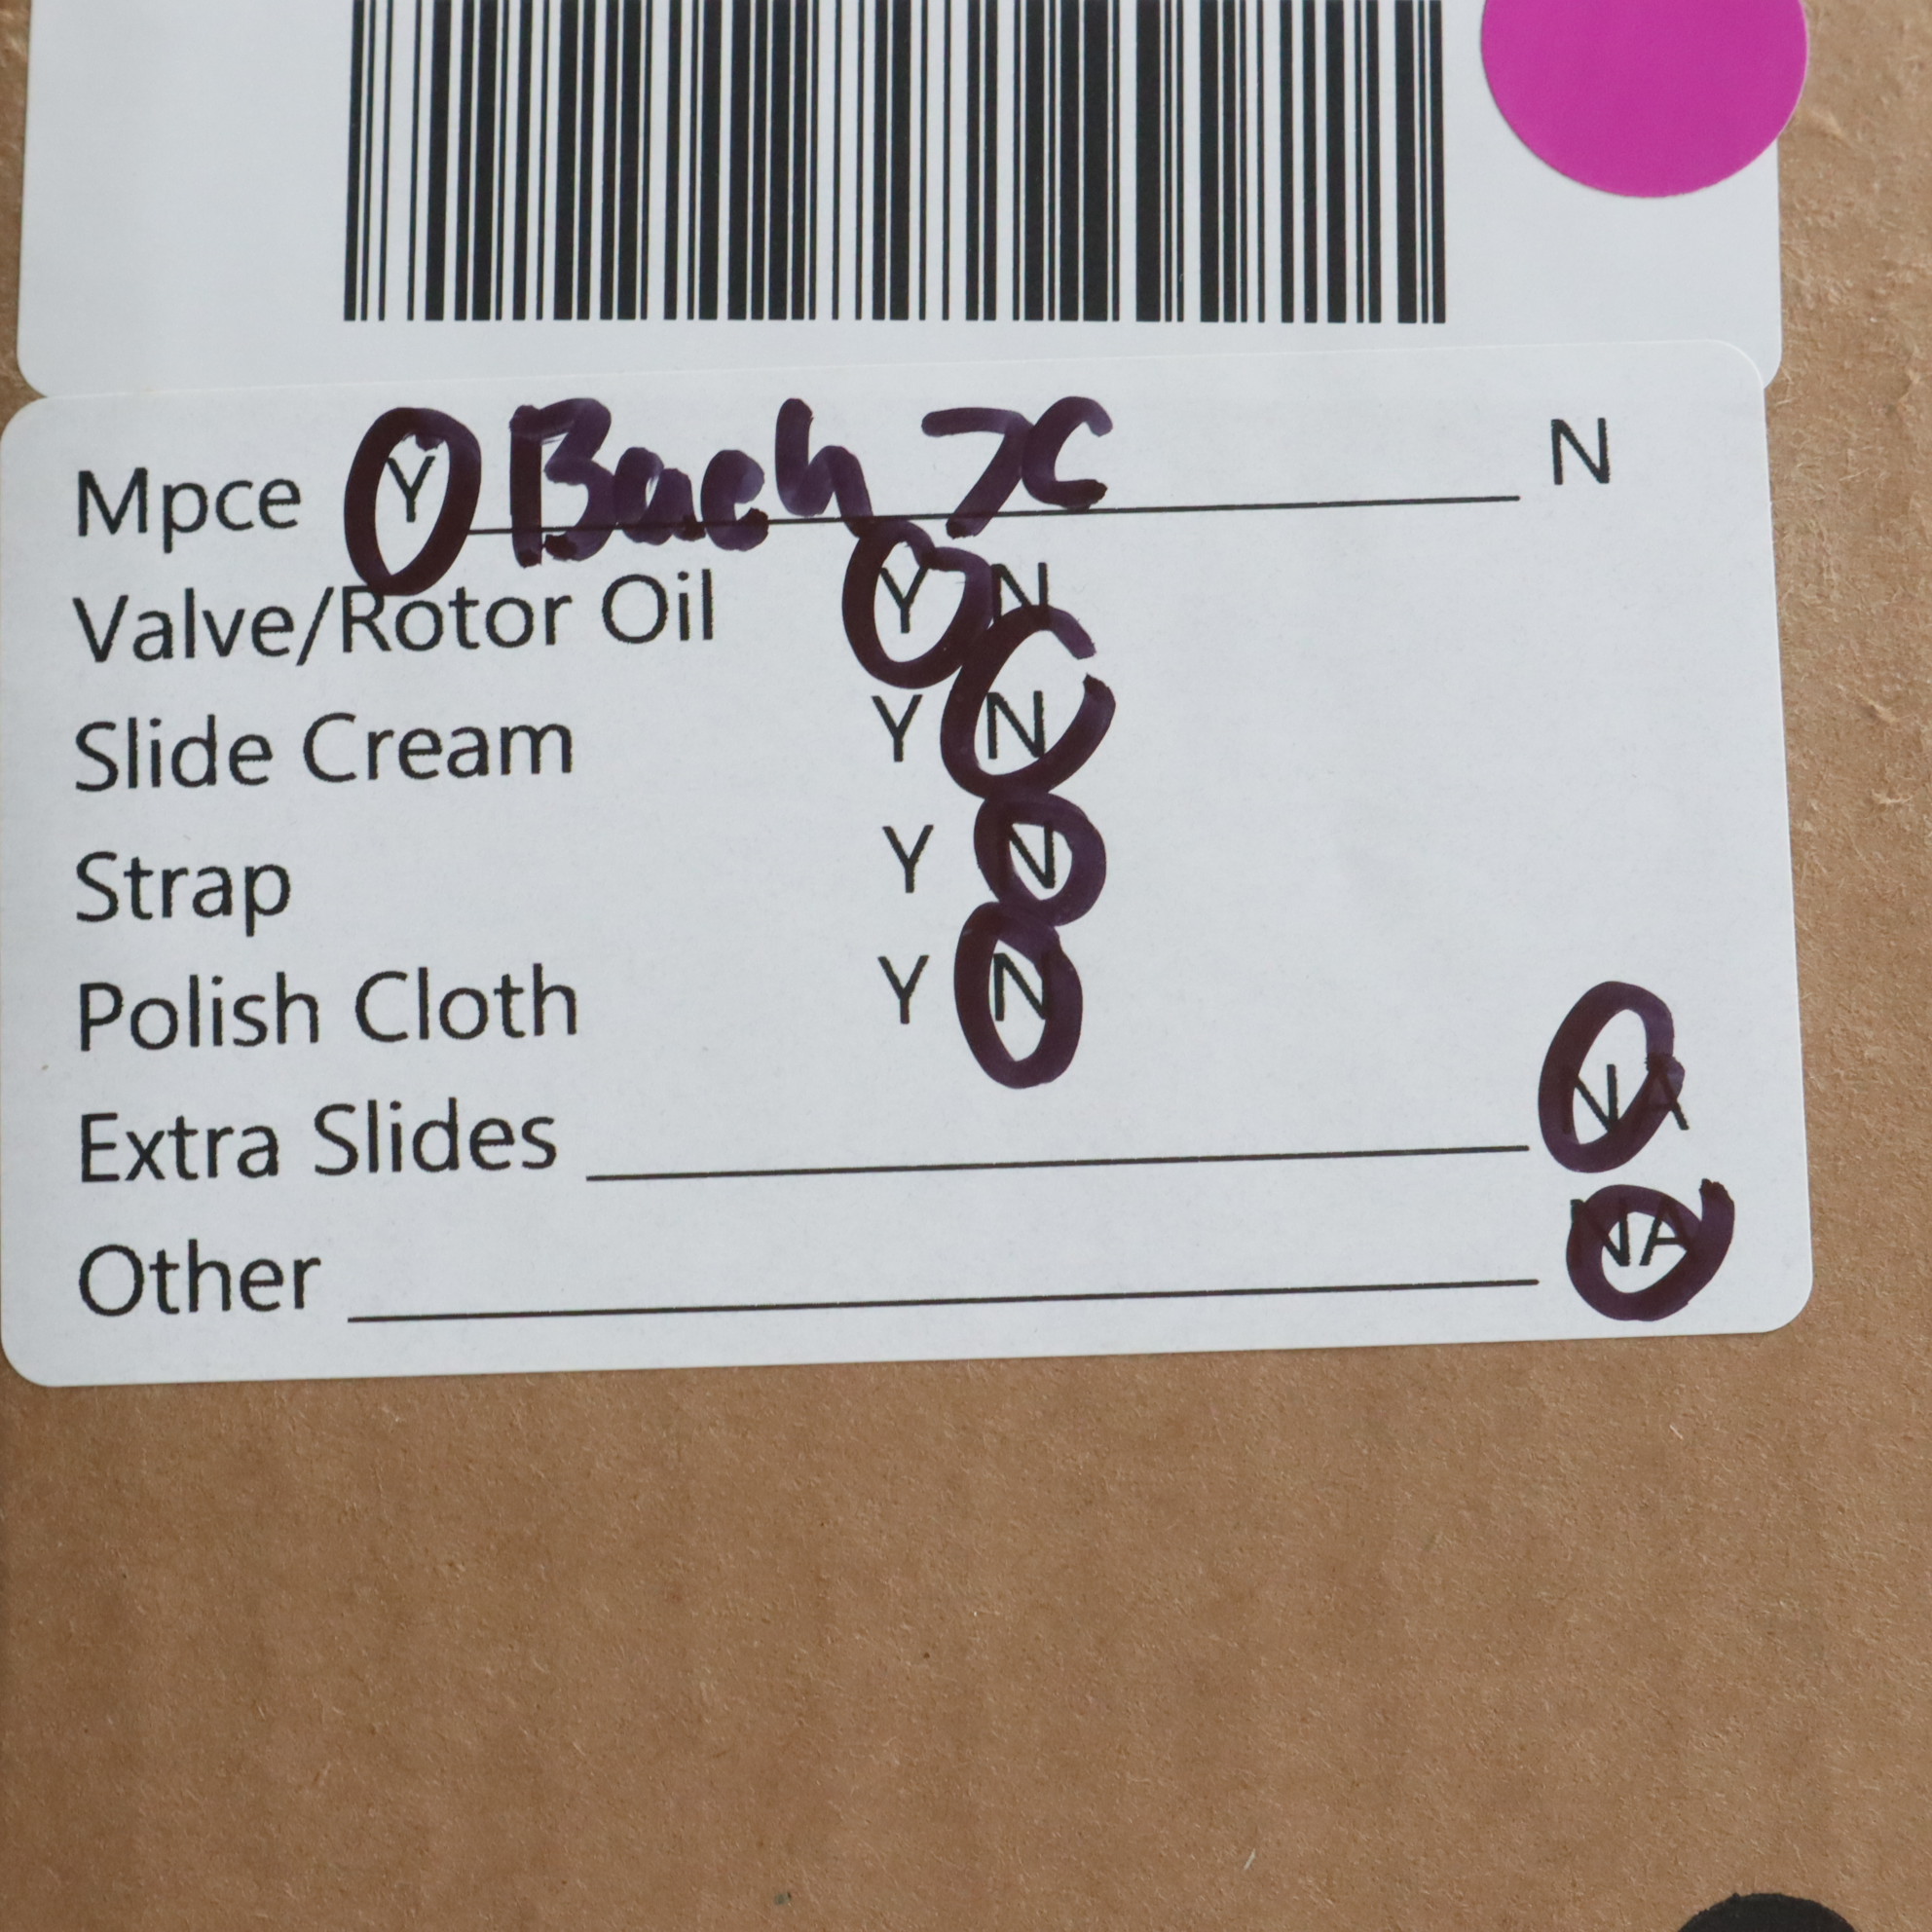 Mpce Y Bach 7C N
Valve/Rotor Oil Y N
Slide Cream Y N
Strap Y N
Polish Cloth Y N
Extra Slides NA
Other NA